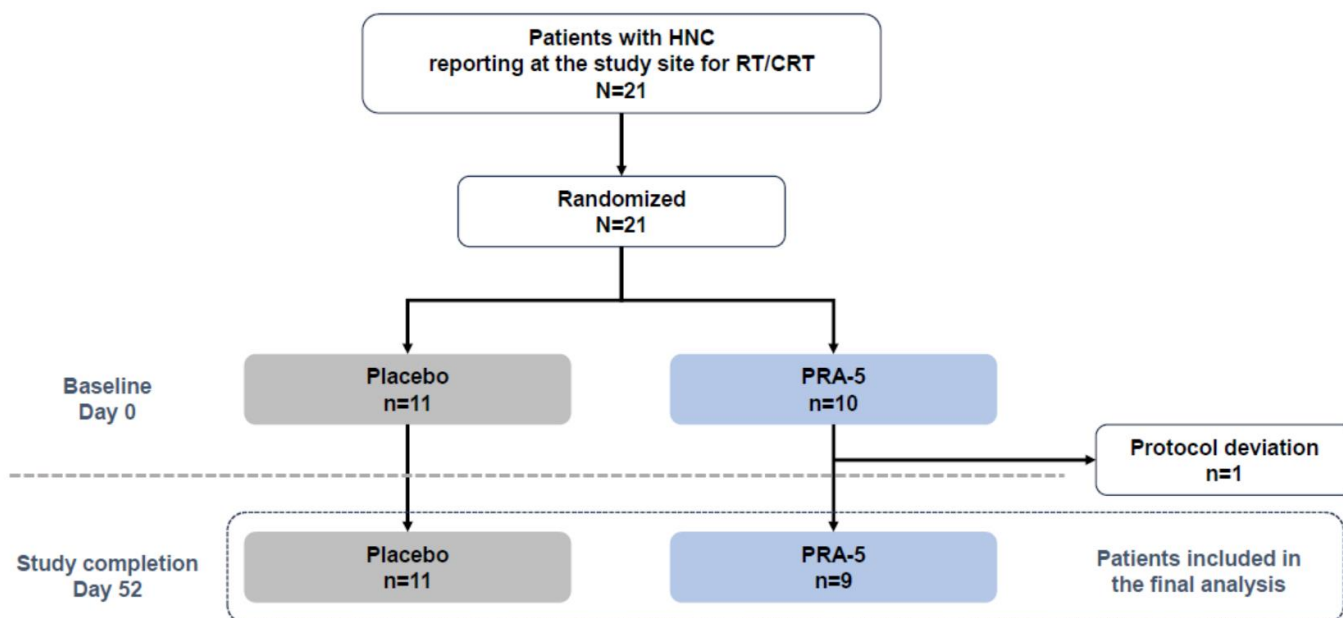 Patients with HNC
reporting at the study site for RT/CRT
N=21
Randomized
N=21
Baseline
Day 0
Placebo
n=11
PRA-5
n=10
Protocol deviation
n=1
Study completion
Day 52
Placebo
n=11
PRA-5
n=9
Patients included in
the final analysis